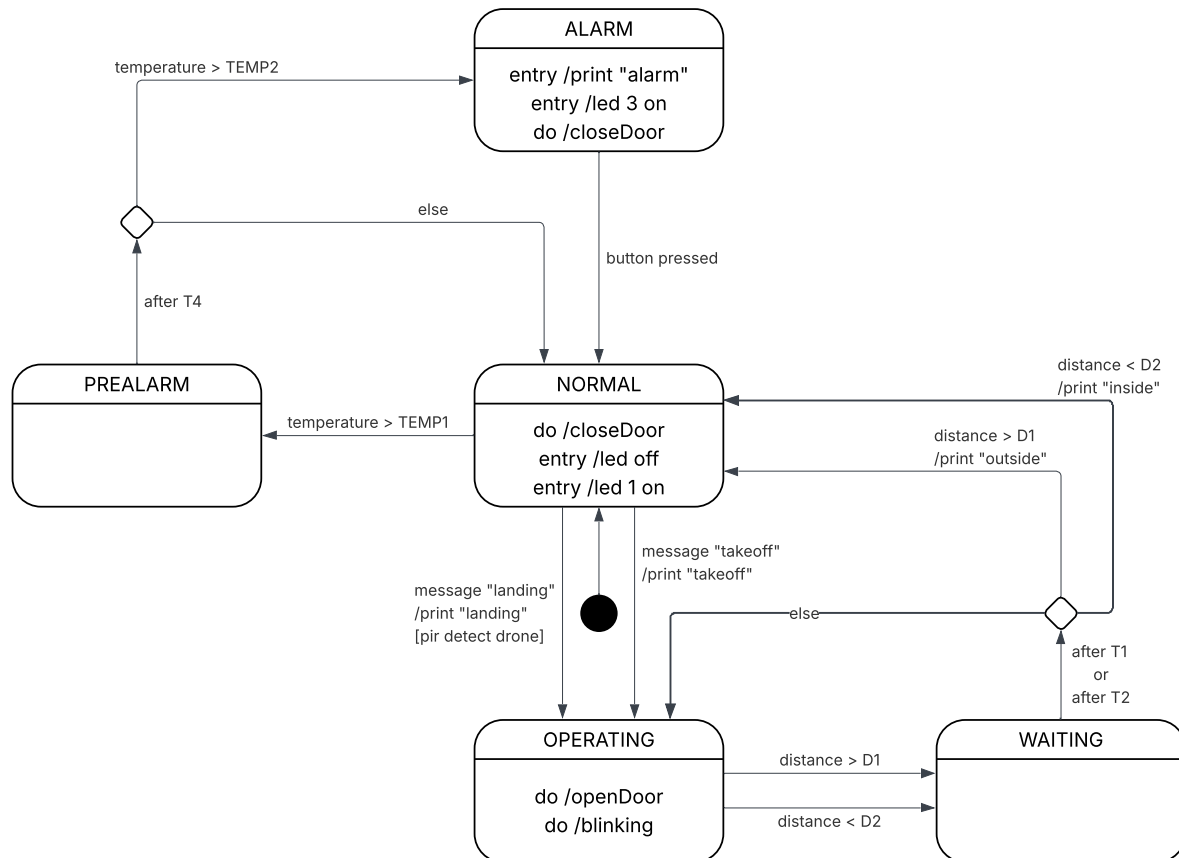 ALARM
entry /print "alarm"
entry /led 3 on
do /closeDoor
temperature > TEMP2
else
button pressed
after T4
PREALARM
temperature > TEMP1
NORMAL
do /closeDoor
entry /led off
entry /led 1 on
distance < D2
/print "inside"
distance > D1
/print "outside"
message "landing"
/print "landing"
[pir detect drone]
message "takeoff"
/print "takeoff"
else
after T1
or
after T2
OPERATING
do /openDoor
do /blinking
distance > D1
distance < D2
WAITING